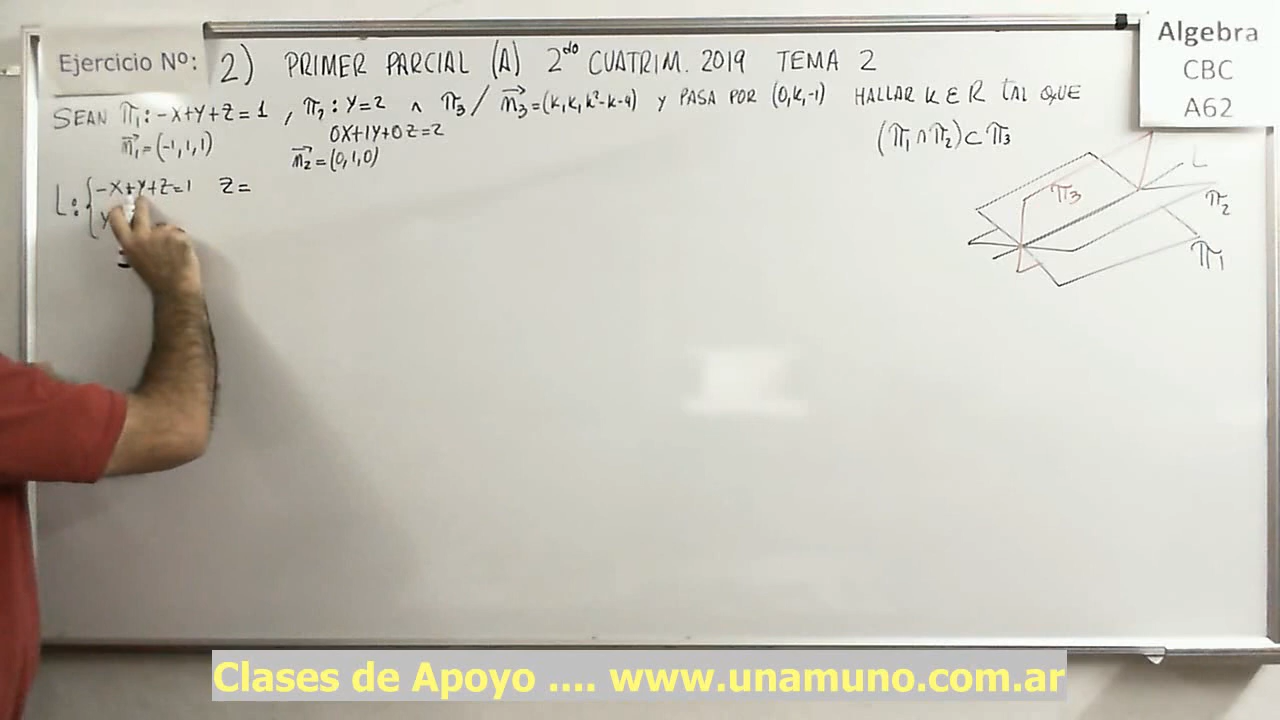 Ejercicio Nº: 2) PRIMER PARCIAL (A) 2do CUATRIM. 2019 TEMA 2
Algebra
CBC
A62
SEAN π1: -X+Y+Z=1, π2: Y=2 ∧ π3 / n3=(k,k,k²-k-4) Y PASA POR (0,k,-1) HALLAR K E R TAL QUE
n1=(-1,1,1) 0X+1Y+0Z=2 (π1∩π2)⊂π3
n2=(0,1,0)
L: -X+Y+Z=1 Z=
Y
L
π3
π2
π1
Clases de Apoyo .... www.unamuno.com.ar